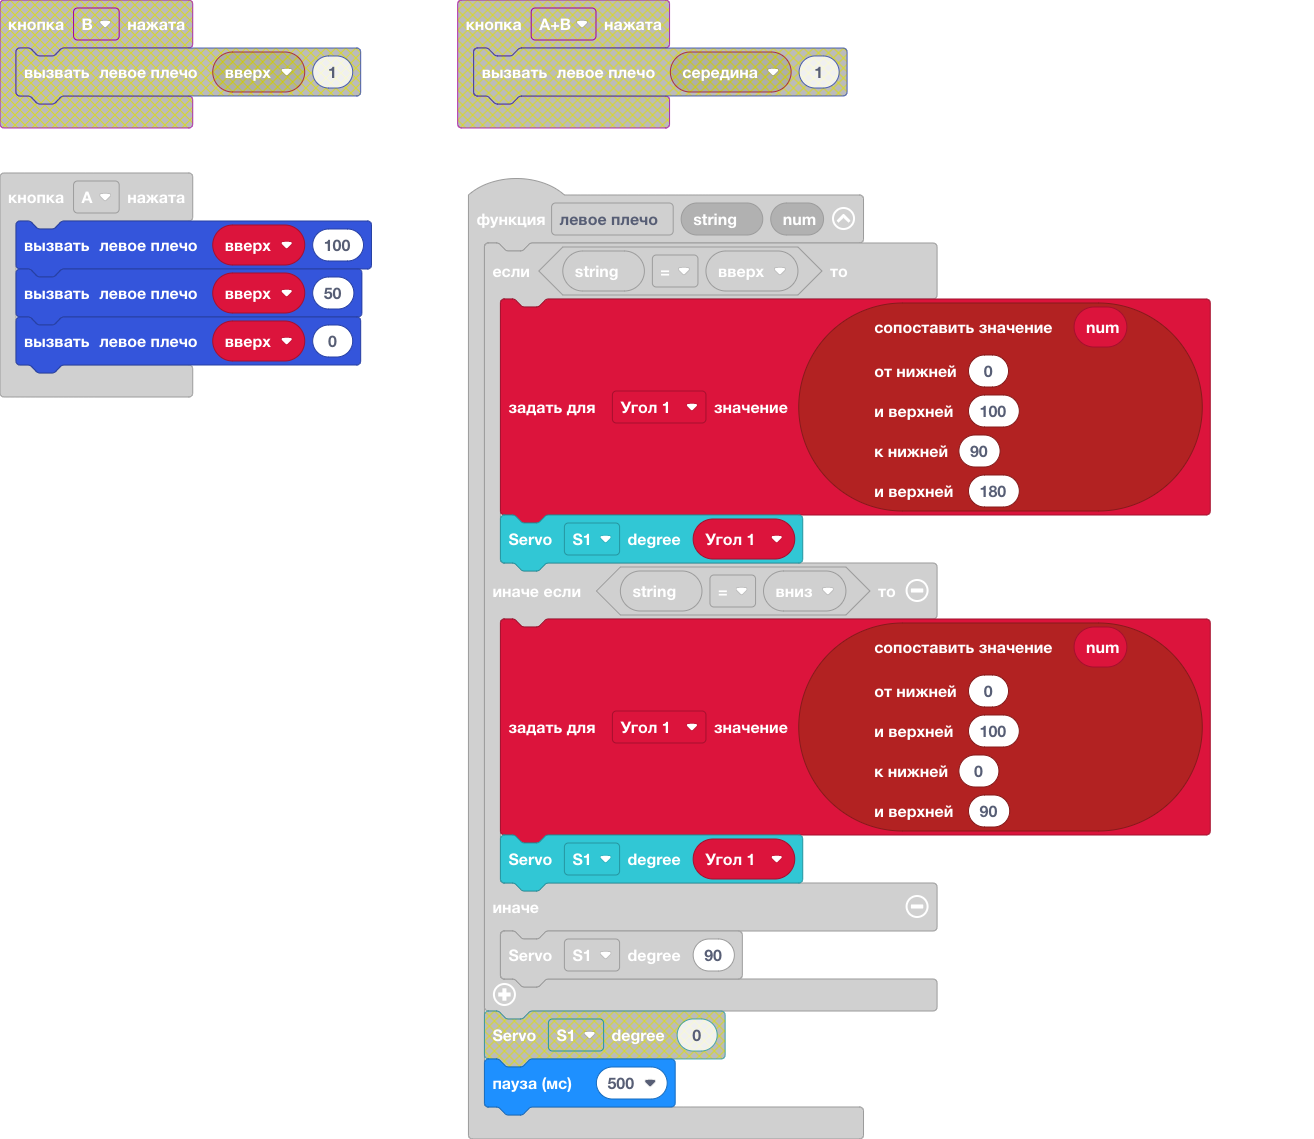 кнопка B нажата
вызвать левое плечо вверх 1
кнопка A+B нажата
вызвать левое плечо середина 1
кнопка A нажата
вызвать левое плечо вверх 100
вызвать левое плечо вверх 50
вызвать левое плечо вверх 0
функция левое плечо string num
если string = вверх то
задать для Угол 1 значение
сопоставить значение num
от нижней 0
и верхней 100
к нижней 90
и верхней 180
Servo S1 degree Угол 1
иначе если string = вниз то
задать для Угол 1 значение
сопоставить значение num
от нижней 0
и верхней 100
к нижней 0
и верхней 90
Servo S1 degree Угол 1
иначе
Servo S1 degree 90
Servo S1 degree 0
пауза (мс) 500